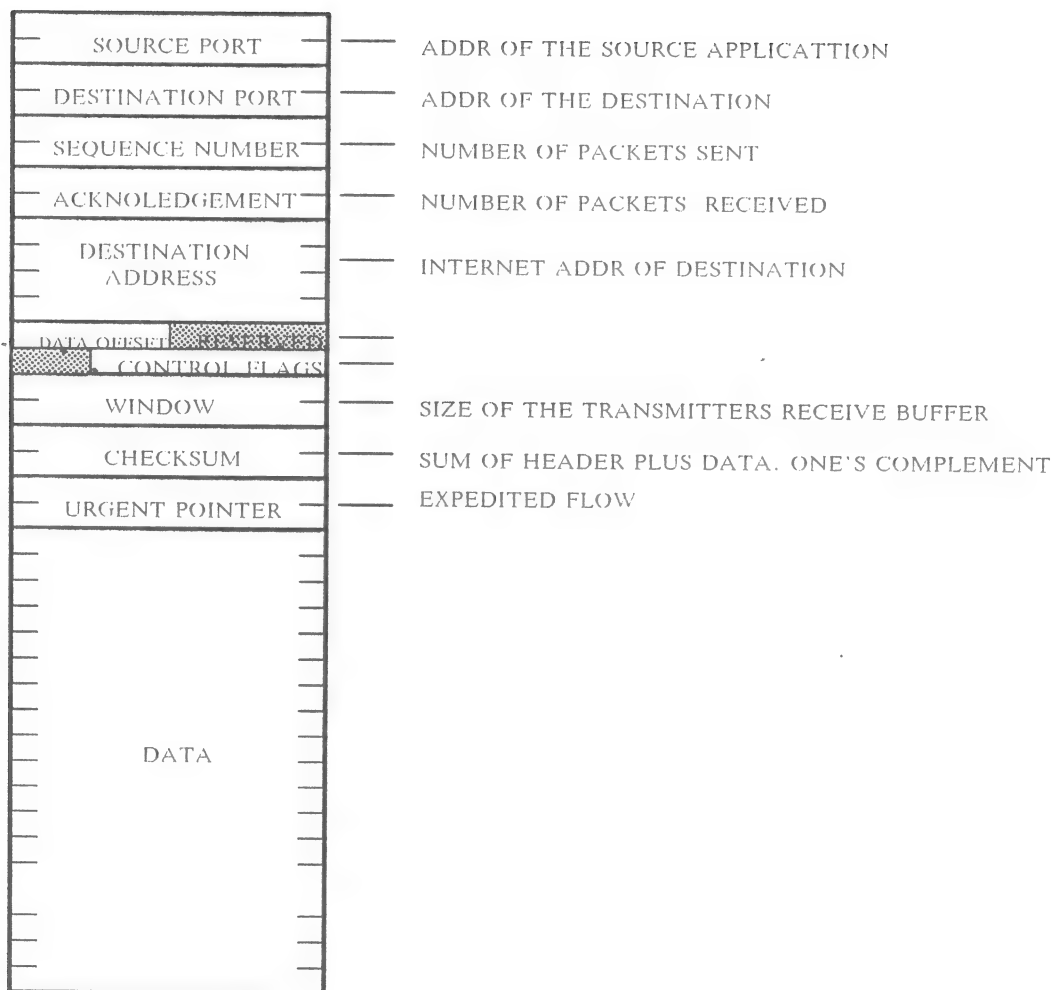 SOURCE PORT
ADDR OF THE SOURCE APPLICATTION
DESTINATION PORT
ADDR OF THE DESTINATION
SEQUENCE NUMBER
NUMBER OF PACKETS SENT
ACKNOLEDGEMENT
NUMBER OF PACKETS RECEIVED
DESTINATION
ADDRESS
INTERNET ADDR OF DESTINATION
DATA OFFSET
RESERVED
CONTROL FLAGS
WINDOW
SIZE OF THE TRANSMITTERS RECEIVE BUFFER
CHECKSUM
SUM OF HEADER PLUS DATA. ONE'S COMPLEMENT
URGENT POINTER
EXPEDITED FLOW
DATA